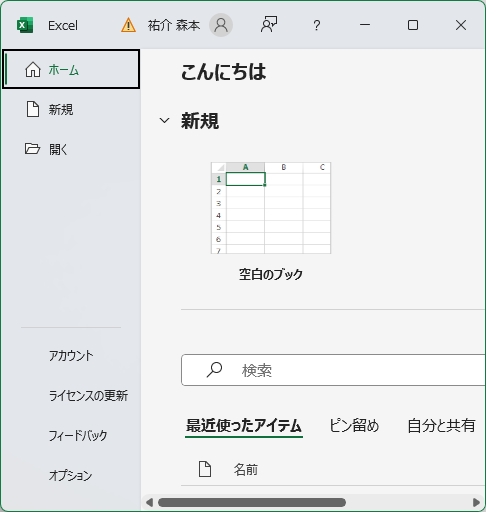 Excel
祐介 森本
?
ホーム
新規
開く
アカウント
ライセンスの更新
フィードバック
オプション
こんにちは
新規
A B C
1
2
3
4
5
6
7
空白のブック
検索
最近使ったアイテム ピン留め 自分と共有
名前